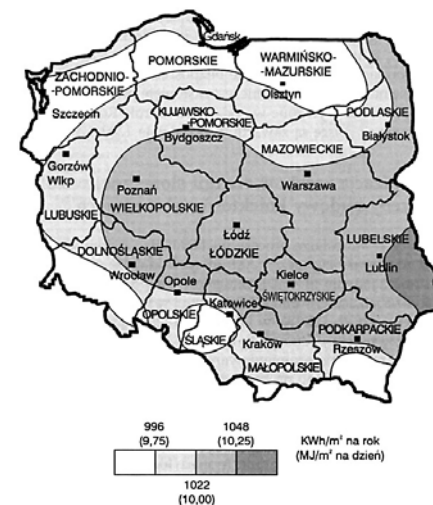 Gdańsk
POMORSKIE
WARMIŃSKO-
-MAZURSKIE
Olsztyn
ZACHODNIO-
-POMORSKIE
Szczecin
PODLASKIE
Białystok
KUJAWSKO-
-POMORSKIE
Bydgoszcz
MAZOWIECKIE
Warszawa
Gorzów
Wlkp
LUBUSKIE
Poznań
WIELKOPOLSKIE
Łódź
ŁÓDZKIE
LUBELSKIE
Lublin
DOLNOŚLĄSKIE
Wrocław
Opole
OPOLSKIE
Kielce
ŚWIĘTOKRZYSKIE
Katowice
ŚLĄSKIE
Kraków
MAŁOPOLSKIE
PODKARPACKIE
Rzeszów
996 1048 KWh/m² na rok
(9,75) (10,25) (MJ/m² na dzień)
1022
(10,00)